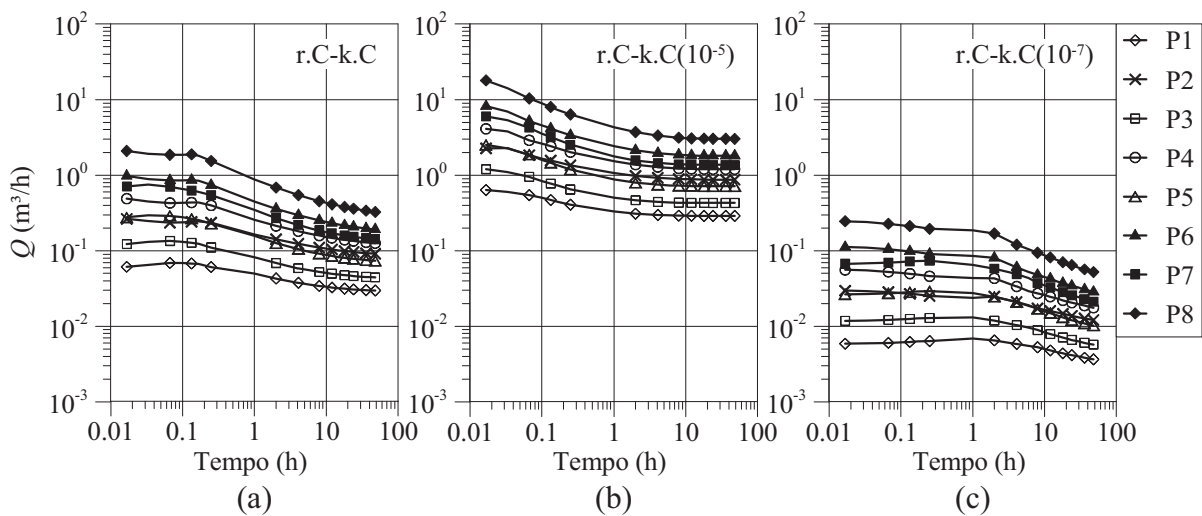 Q (m³/h)
10²
10¹
10⁰
10⁻¹
10⁻²
10⁻³
r.C-k.C
0.01 0.1 1 10 100
Tempo (h)
(a)
10²
10¹
10⁰
10⁻¹
10⁻²
10⁻³
r.C-k.C(10⁻⁵)
0.01 0.1 1 10 100
Tempo (h)
(b)
10²
10¹
10⁰
10⁻¹
10⁻²
10⁻³
r.C-k.C(10⁻⁷)
0.01 0.1 1 10 100
Tempo (h)
(c)
P1
P2
P3
P4
P5
P6
P7
P8